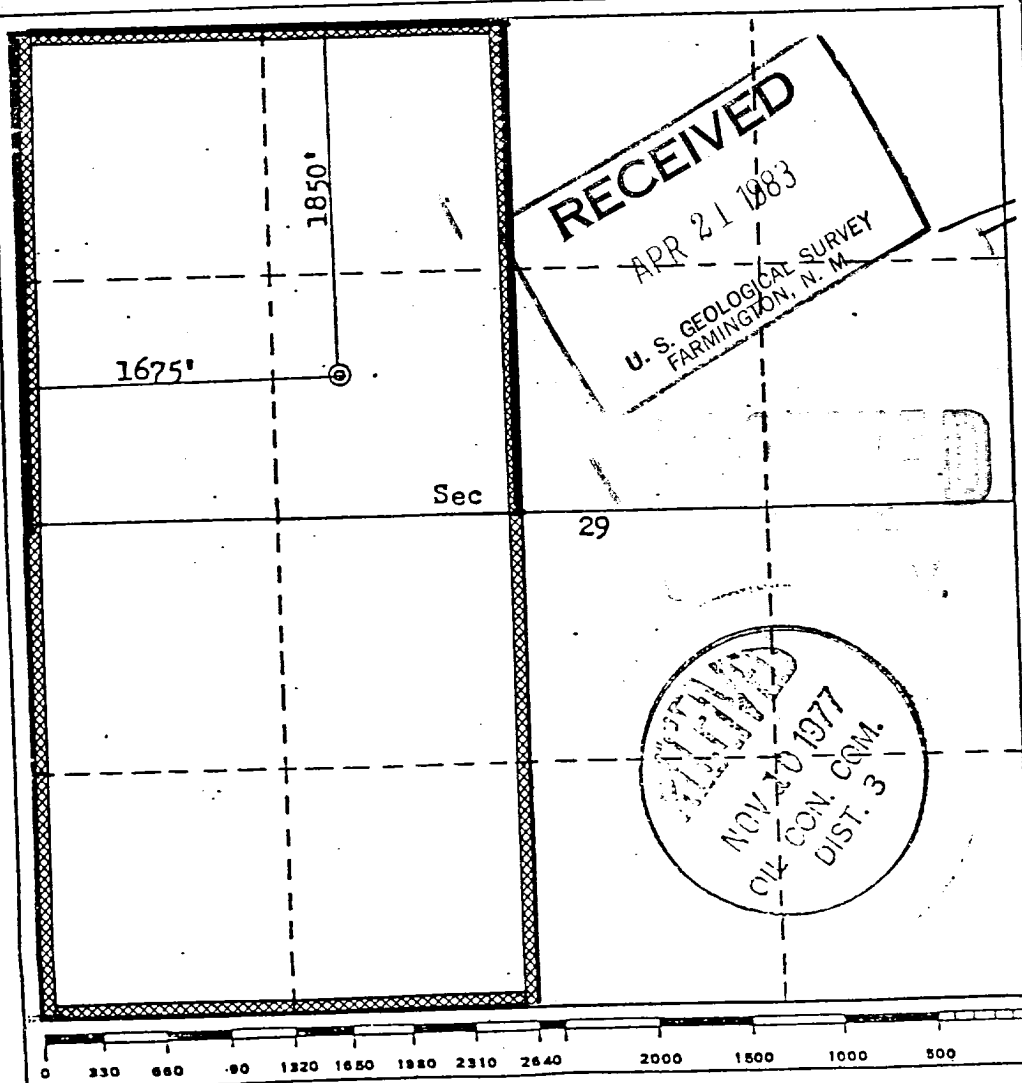 RECEIVED
APR 21 1983
U. S. GEOLOGICAL SURVEY
FARMINGTON, N. M.
1850'
1675'
Sec
29
NOV 10 1977
OIL CON. COM.
DIST. 3
0 330 660 .90 1320 1650 1980 2310 2640 2000 1500 1000 500